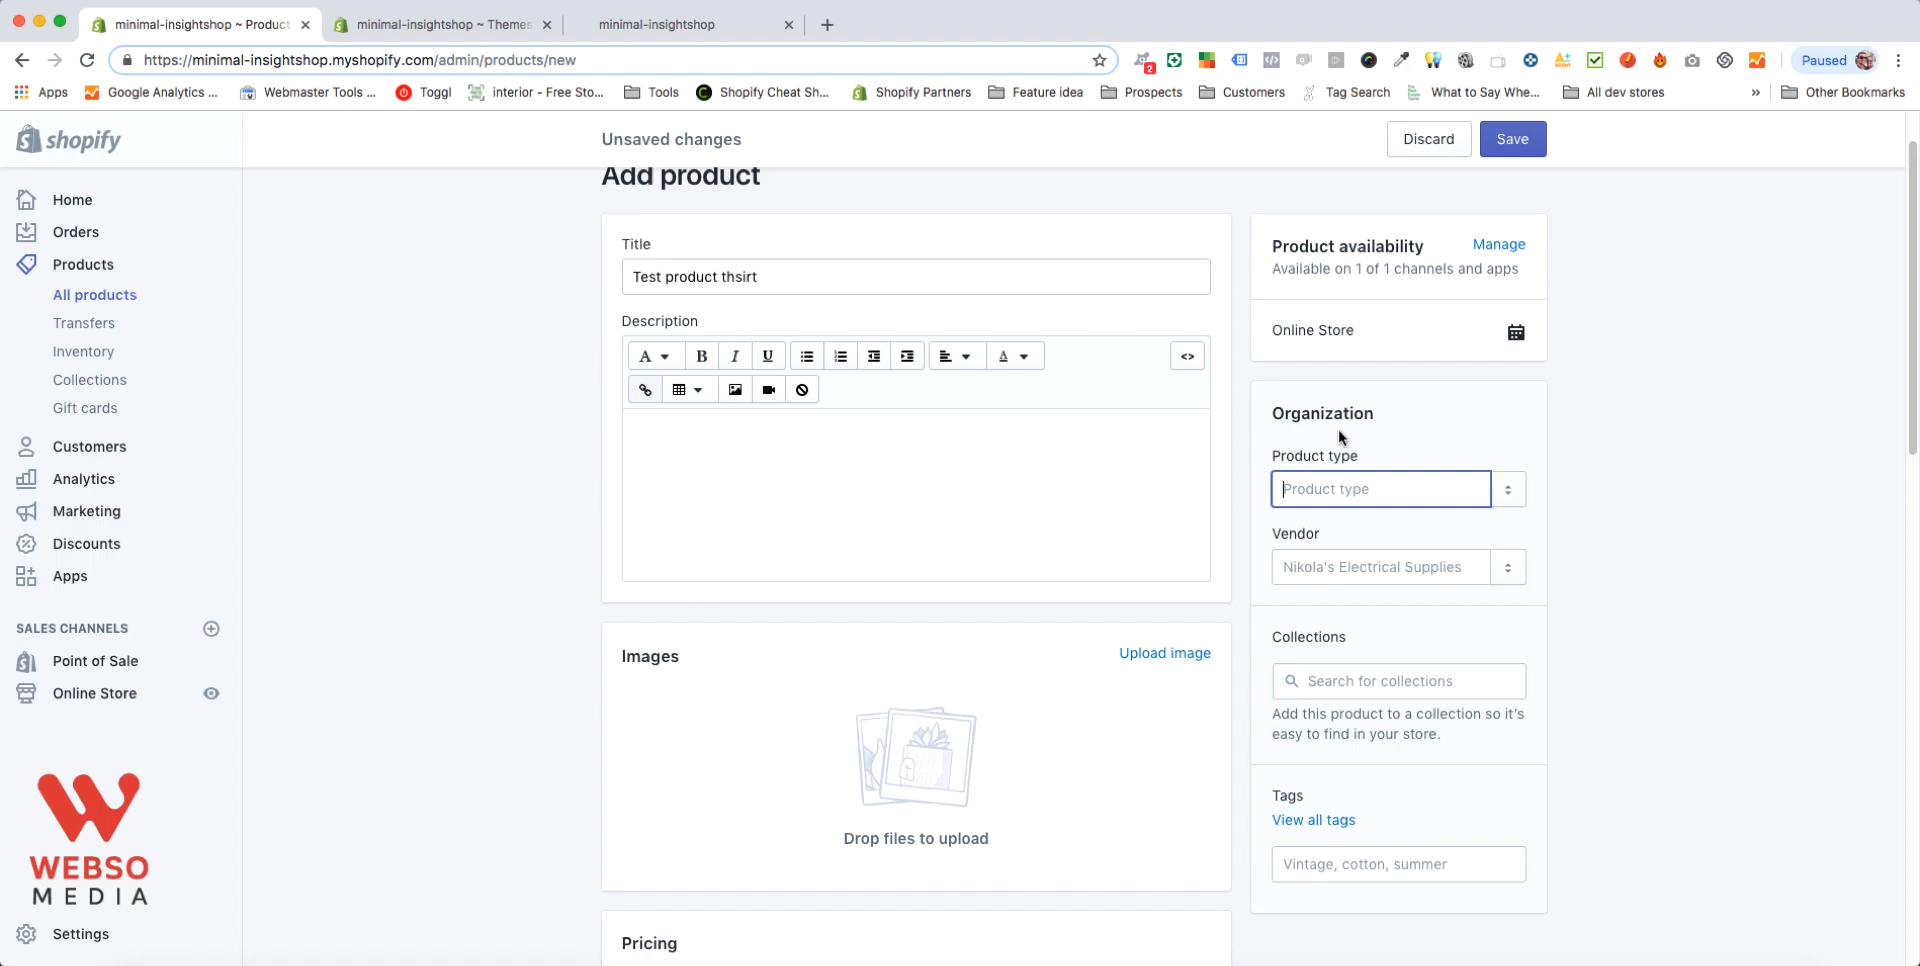 minimal-insightshop ~ Product
minimal-insightshop ~ Themes
minimal-insightshop
https://minimal-insightshop.myshopify.com/admin/products/new
2
Paused
Apps
Google Analytics ...
Webmaster Tools ...
Toggl
interior - Free Sto...
Tools
Shopify Cheat Sh...
Shopify Partners
Feature idea
Prospects
Customers
Tag Search
What to Say Whe...
All dev stores
»
Other Bookmarks
shopify
Unsaved changes
Discard
Save
Home
Orders
Products
All products
Transfers
Inventory
Collections
Gift cards
Customers
Analytics
Marketing
Discounts
Apps
SALES CHANNELS
Point of Sale
Online Store
WEBSO
MEDIA
Settings
Add product
Title
Test product thsirt
Description
A B I U A <>
Images
Upload image
Drop files to upload
Pricing
Product availability
Manage
Available on 1 of 1 channels and apps
Online Store
Organization
Product type
Product type
Vendor
Nikola's Electrical Supplies
Collections
Search for collections
Add this product to a collection so it's
easy to find in your store.
Tags
View all tags
Vintage, cotton, summer